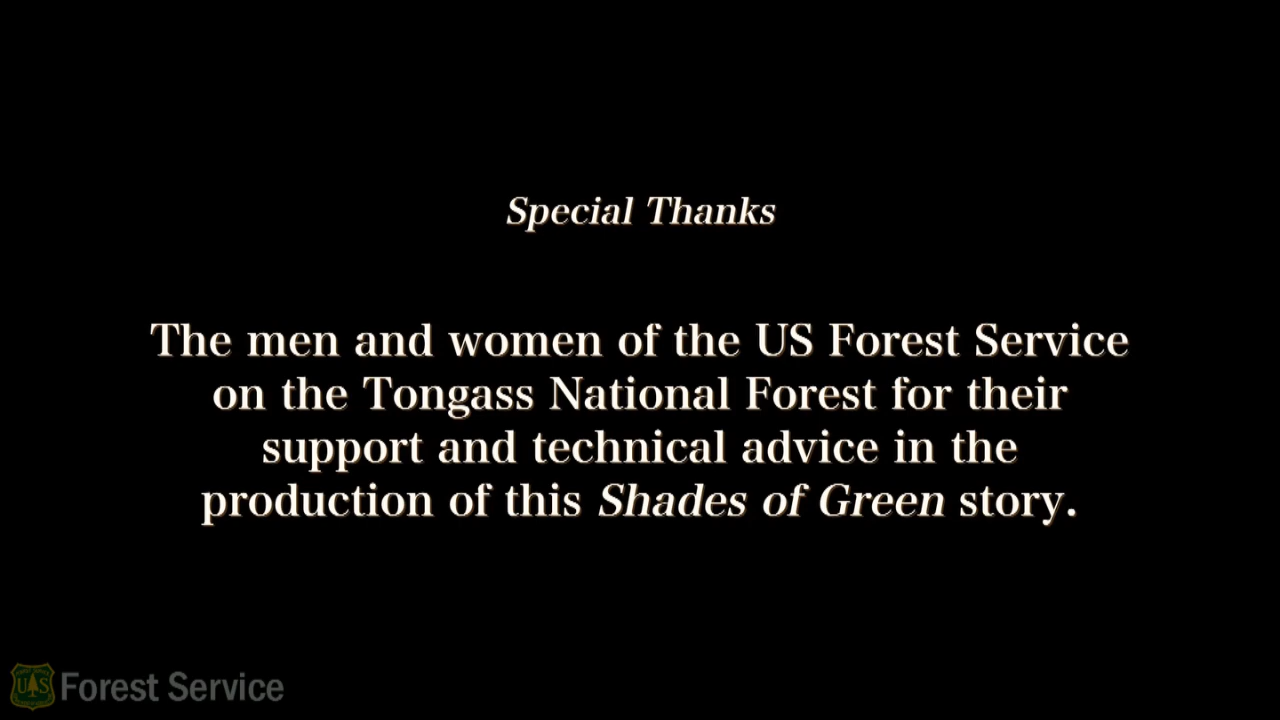 Special Thanks
The men and women of the US Forest Service
on the Tongass National Forest for their
support and technical advice in the
production of this Shades of Green story.
US Forest Service